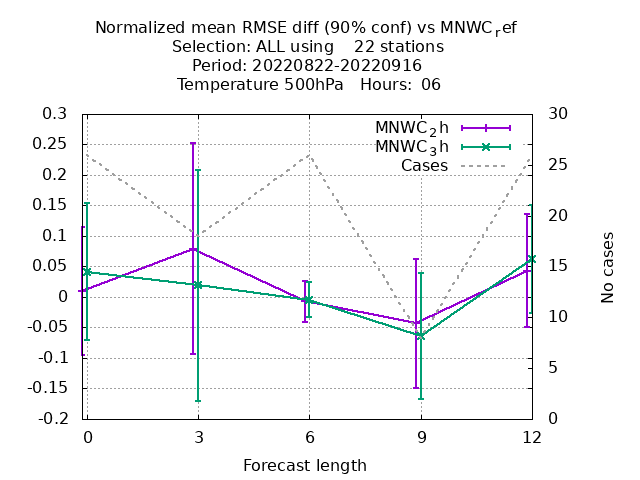 Normalized mean RMSE diff (90% conf) vs MNWC_ref
Selection: ALL using 22 stations
Period: 20220822-20220916
Temperature 500hPa Hours: 06
MNWC_2h
MNWC_3h
Cases
0.3
0.25
0.2
0.15
0.1
0.05
0
-0.05
-0.1
-0.15
-0.2
30
25
20
15
10
5
0
No cases
0 3 6 9 12
Forecast length